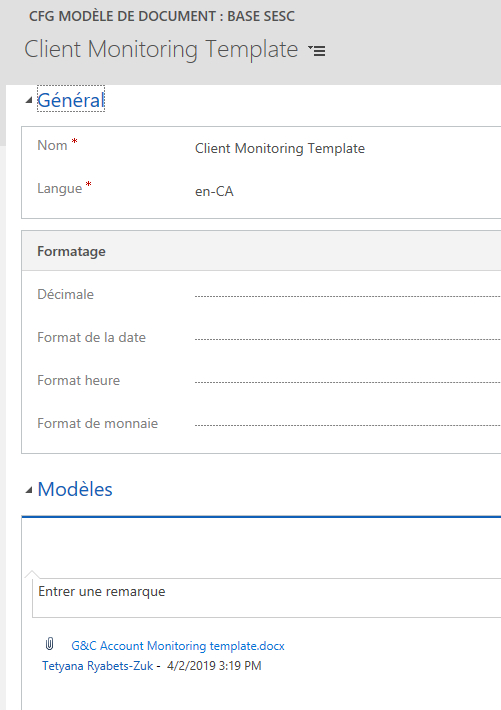 CFG MODÈLE DE DOCUMENT : BASE SESC
Client Monitoring Template
Général
Nom * Client Monitoring Template
Langue * en-CA
Formatage
Décimale
Format de la date
Format heure
Format de monnaie
Modèles
Entrer une remarque
G&C Account Monitoring template.docx
Tetyana Ryabets-Zuk - 4/2/2019 3:19 PM